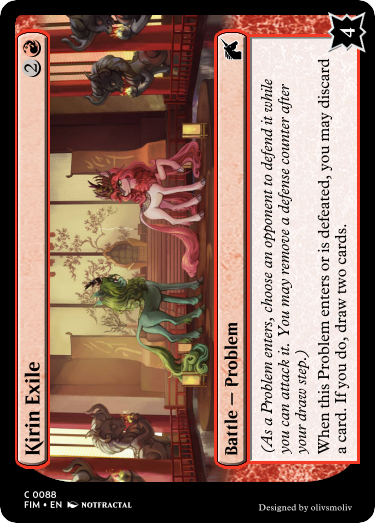 Kirin Exile 2
Battle – Problem
(As a Problem enters, choose an opponent to defend it while
you can attack it. You may remove a defense counter after
your draw step.)
When this Problem enters or is defeated, you may discard
a card. If you do, draw two cards.
4
C 0088
FIM • EN NOTFRACTAL
Designed by olivsmoliv